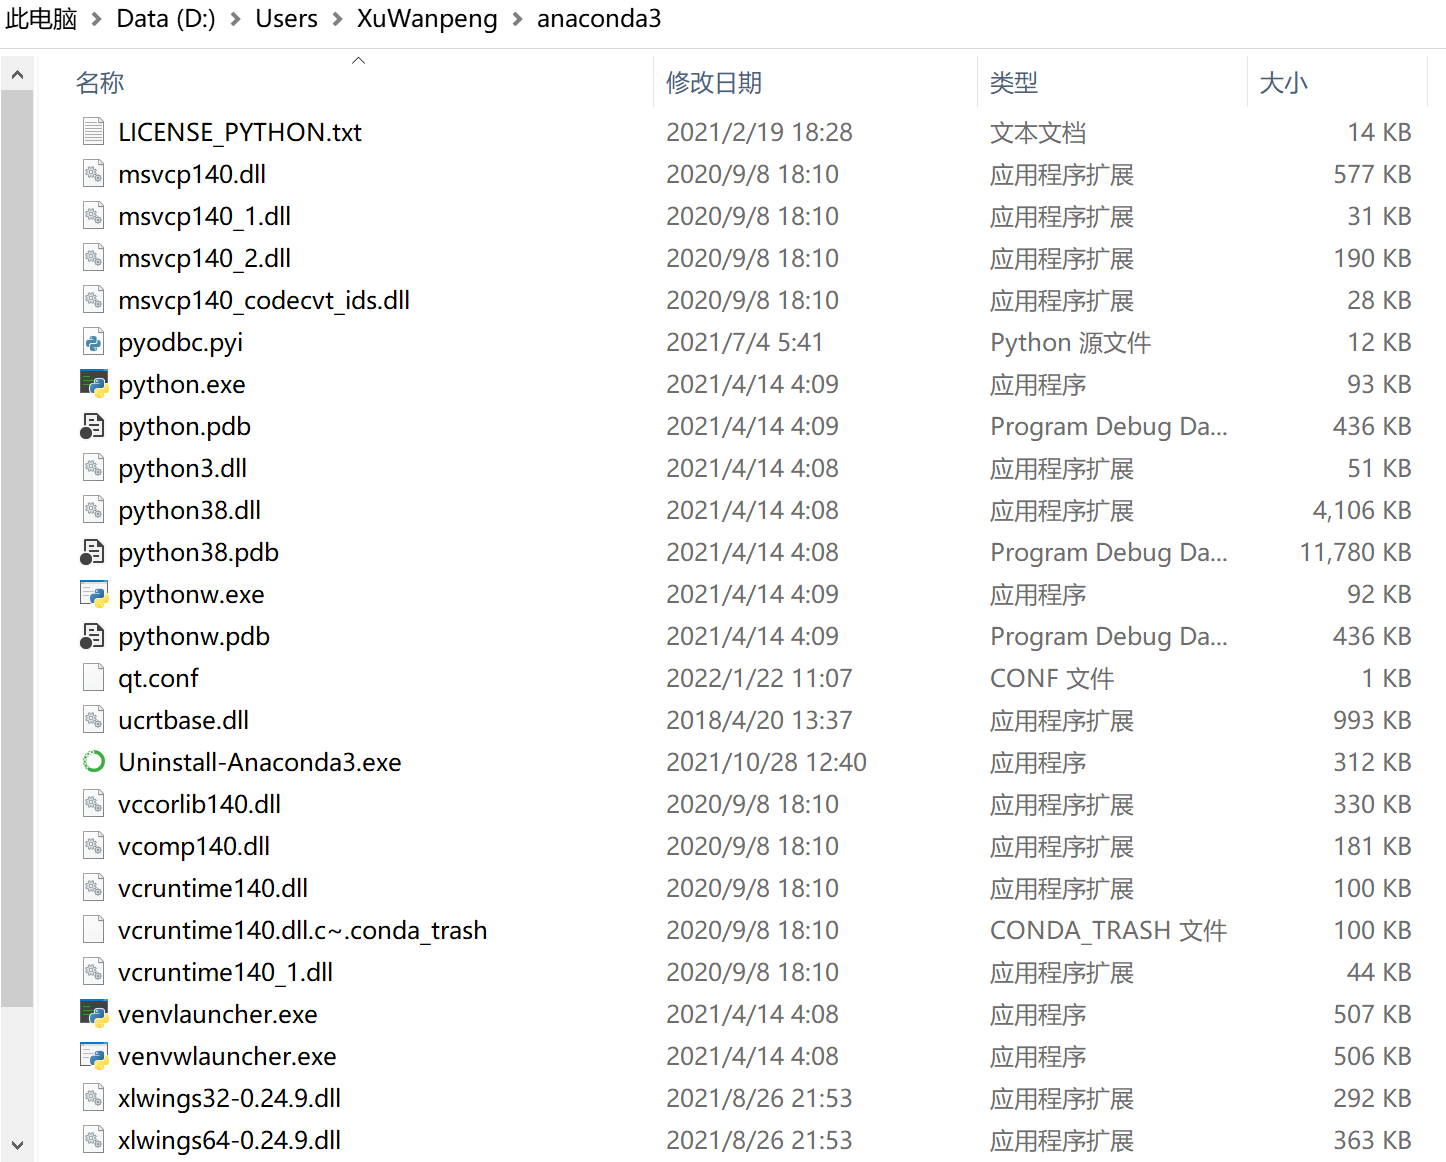 此电脑 > Data (D:) > Users > XuWanpeng > anaconda3
名称 修改日期 类型 大小
LICENSE_PYTHON.txt 2021/2/19 18:28 文本文档 14 KB
msvcp140.dll 2020/9/8 18:10 应用程序扩展 577 KB
msvcp140_1.dll 2020/9/8 18:10 应用程序扩展 31 KB
msvcp140_2.dll 2020/9/8 18:10 应用程序扩展 190 KB
msvcp140_codecvt_ids.dll 2020/9/8 18:10 应用程序扩展 28 KB
pyodbc.pyi 2021/7/4 5:41 Python 源文件 12 KB
python.exe 2021/4/14 4:09 应用程序 93 KB
python.pdb 2021/4/14 4:09 Program Debug Da... 436 KB
python3.dll 2021/4/14 4:08 应用程序扩展 51 KB
python38.dll 2021/4/14 4:08 应用程序扩展 4,106 KB
python38.pdb 2021/4/14 4:08 Program Debug Da... 11,780 KB
pythonw.exe 2021/4/14 4:09 应用程序 92 KB
pythonw.pdb 2021/4/14 4:09 Program Debug Da... 436 KB
qt.conf 2022/1/22 11:07 CONF 文件 1 KB
ucrtbase.dll 2018/4/20 13:37 应用程序扩展 993 KB
Uninstall-Anaconda3.exe 2021/10/28 12:40 应用程序 312 KB
vccorlib140.dll 2020/9/8 18:10 应用程序扩展 330 KB
vcomp140.dll 2020/9/8 18:10 应用程序扩展 181 KB
vcruntime140.dll 2020/9/8 18:10 应用程序扩展 100 KB
vcruntime140.dll.c~.conda_trash 2020/9/8 18:10 CONDA_TRASH 文件 100 KB
vcruntime140_1.dll 2020/9/8 18:10 应用程序扩展 44 KB
venvlauncher.exe 2021/4/14 4:08 应用程序 507 KB
venvwlauncher.exe 2021/4/14 4:08 应用程序 506 KB
xlwings32-0.24.9.dll 2021/8/26 21:53 应用程序扩展 292 KB
xlwings64-0.24.9.dll 2021/8/26 21:53 应用程序扩展 363 KB